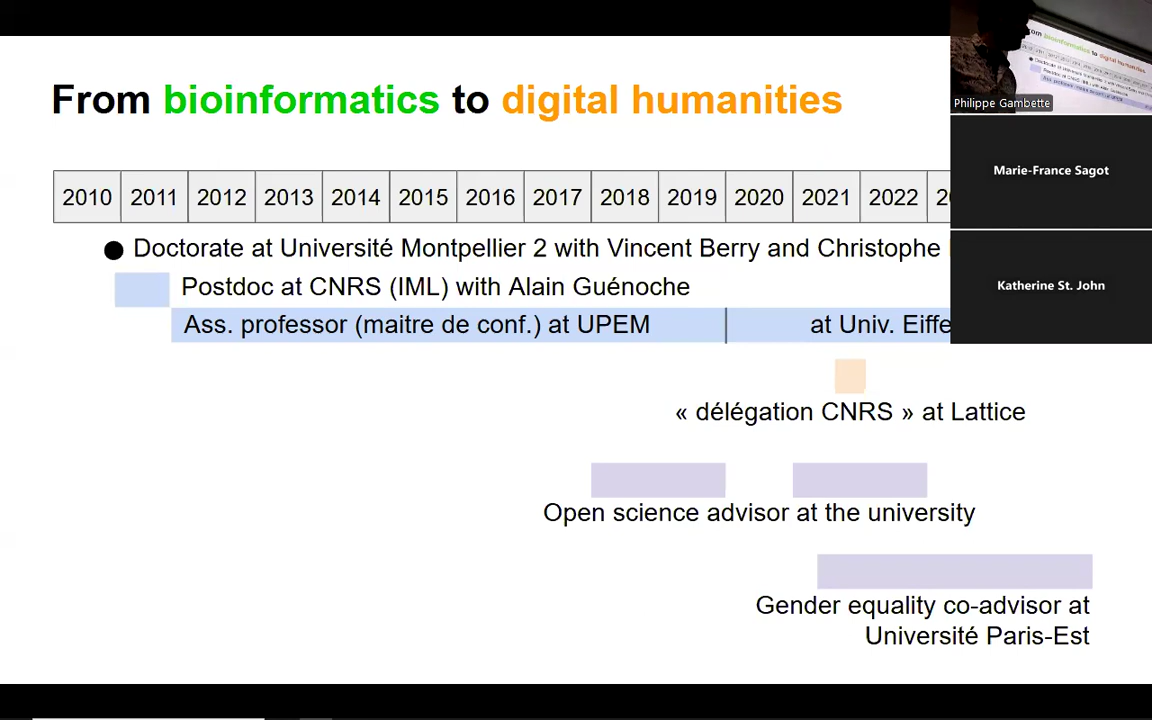 From bioinformatics to digital humanities
2010 2011 2012 2013 2014 2015 2016 2017 2018 2019 2020 2021 2022
Doctorate at Université Montpellier 2 with Vincent Berry and Christophe
Postdoc at CNRS (IML) with Alain Guénoche
Ass. professor (maitre de conf.) at UPEM at Univ. Eiffe
« délégation CNRS » at Lattice
Open science advisor at the university
Gender equality co-advisor at
Université Paris-Est
Philippe Gambette
Marie-France Sagot
Katherine St. John